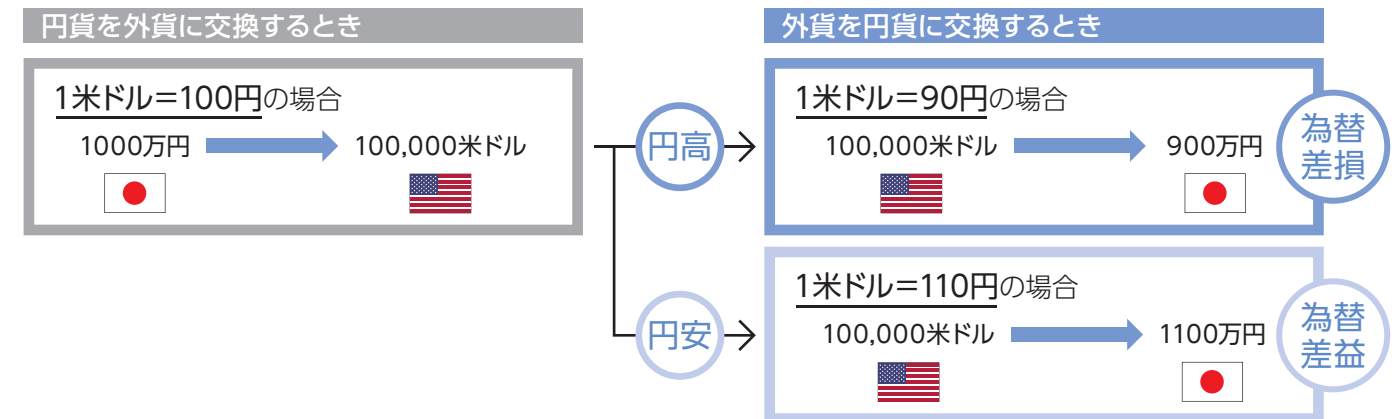 円貨を外貨に交換するとき
1米ドル=100円の場合
1000万円
100,000米ドル
外貨を円貨に交換するとき
円高
1米ドル=90円の場合
100,000米ドル
900万円
為替
差損
円安
1米ドル=110円の場合
100,000米ドル
1100万円
為替
差益